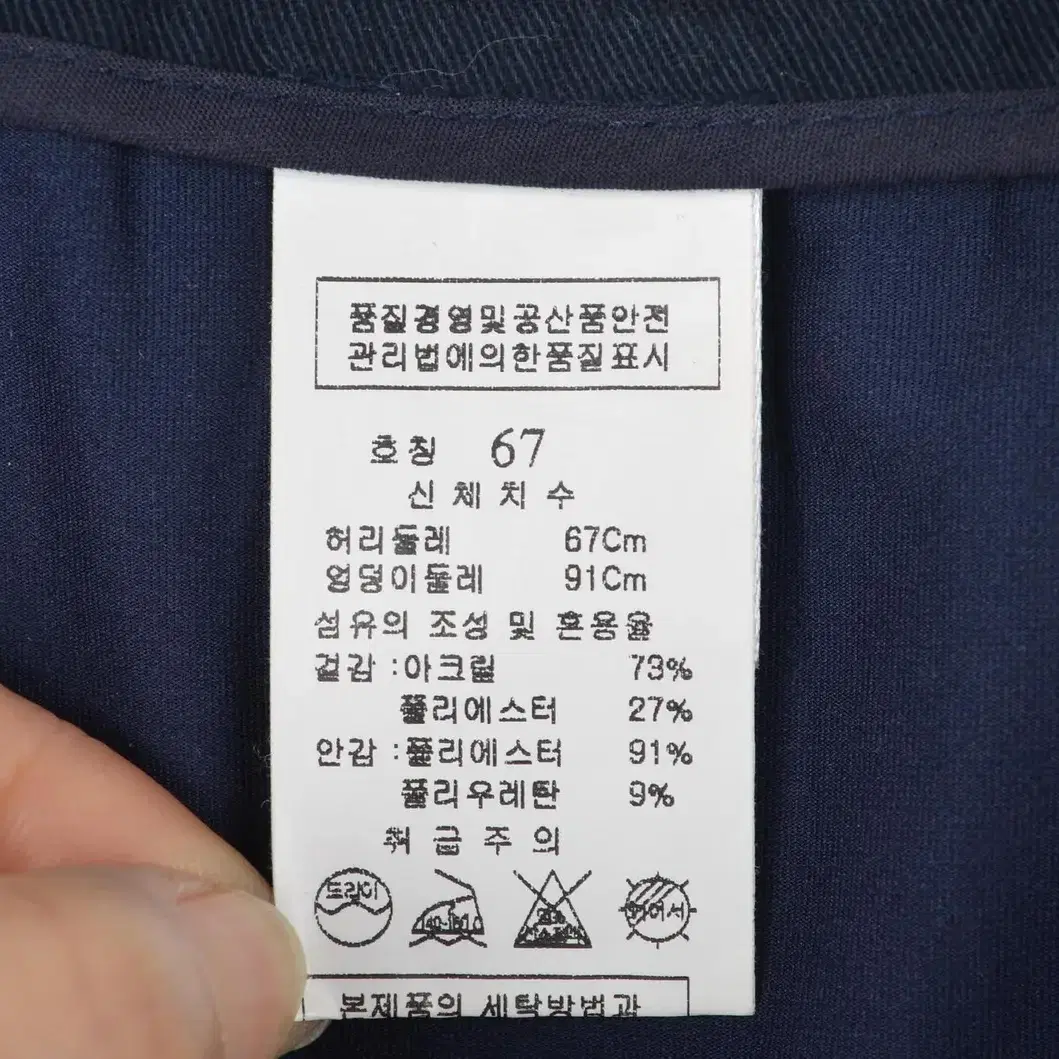 품질경영및공산품안전
관리법에의한품질표시
호칭 67
신체치수
허리둘레 67Cm
엉덩이둘레 91Cm
섬유의 조성 및 혼용율
겉감 :아크릴 73%
폴리에스터 27%
안감 :폴리에스터 91%
폴리우레탄 9%
취급주의
드라이
본제품의 세탁방법과